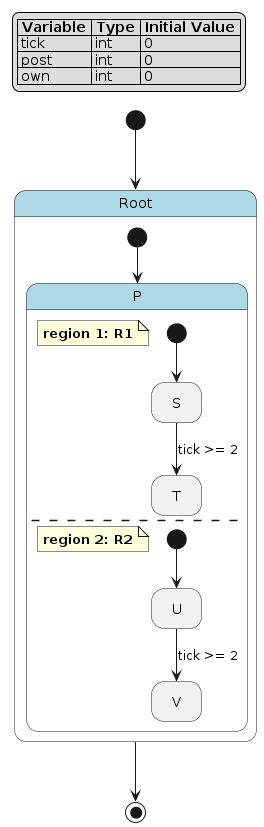 Variable Type Initial Value
tick int 0
post int 0
own int 0
Root
P
region 1: R1
S
tick >= 2
T
region 2: R2
U
tick >= 2
V